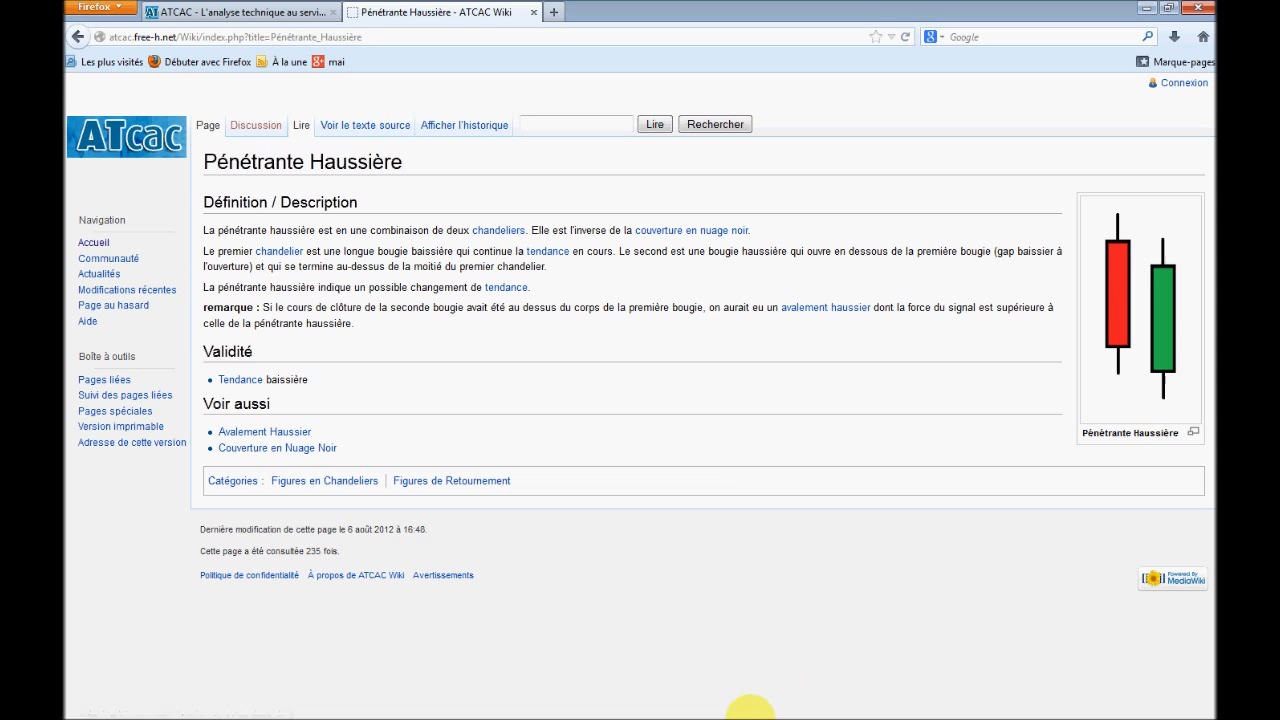 Firefox
ATCAC - L'analyse technique au servi...
Pénétrante Haussière - ATCAC Wiki
atcac.free-h.net/Wiki/index.php?title=Pénétrante_Haussière
Google
Les plus visités
Débuter avec Firefox
À la une
mai
Marque-pages
Connexion
ATcac
Page
Discussion
Lire
Voir le texte source
Afficher l'historique
Lire
Rechercher
Pénétrante Haussière
Définition / Description
La pénétrante haussière est en une combinaison de deux chandeliers. Elle est l'inverse de la couverture en nuage noir.
Le premier chandelier est une longue bougie baissière qui continue la tendance en cours. Le second est une bougie haussière qui ouvre en dessous de la première bougie (gap baissier à
l'ouverture) et qui se termine au-dessus de la moitié du premier chandelier.
La pénétrante haussière indique un possible changement de tendance.
remarque : Si le cours de clôture de la seconde bougie avait été au dessus du corps de la première bougie, on aurait eu un avalement haussier dont la force du signal est supérieure à
celle de la pénétrante haussière.
Validité
Tendance baissière
Voir aussi
Avalement Haussier
Couverture en Nuage Noir
Catégories : Figures en Chandeliers | Figures de Retournement
Pénétrante Haussière
Navigation
Accueil
Communauté
Actualités
Modifications récentes
Page au hasard
Aide
Boîte à outils
Pages liées
Suivi des pages liées
Pages spéciales
Version imprimable
Adresse de cette version
Dernière modification de cette page le 6 août 2012 à 16:48.
Cette page a été consultée 235 fois.
Politique de confidentialité
À propos de ATCAC Wiki
Avertissements
Powered By
MediaWiki